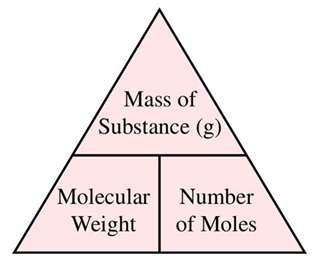 Mass of
Substance (g)
Molecular
Weight
Number
of Moles